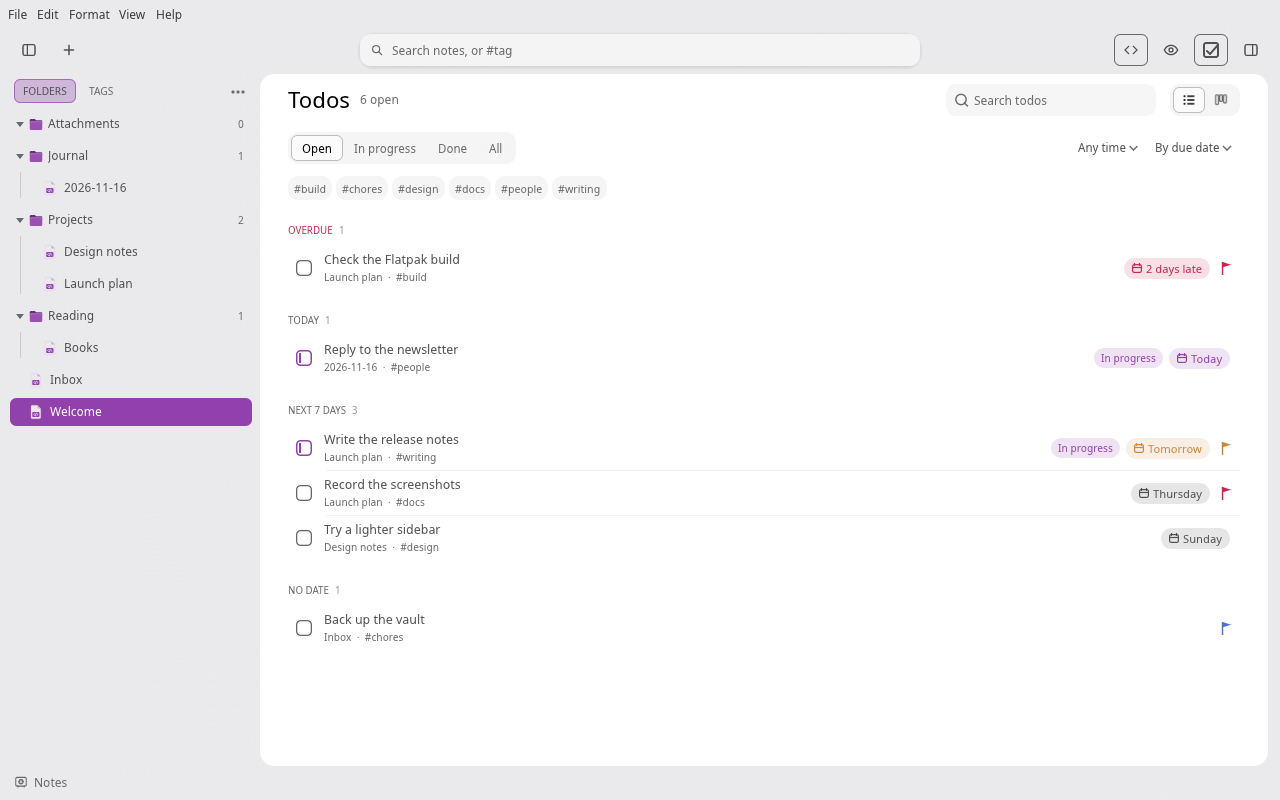 File Edit Format View Help
Search notes, or #tag
FOLDERS TAGS
Attachments 0
Journal 1
2026-11-16
Projects 2
Design notes
Launch plan
Reading 1
Books
Inbox
Welcome
Notes
Todos 6 open
Search todos
Open In progress Done All
Any time By due date
#build #chores #design #docs #people #writing
OVERDUE 1
Check the Flatpak build
Launch plan · #build
2 days late
TODAY 1
Reply to the newsletter
2026-11-16 · #people
In progress Today
NEXT 7 DAYS 3
Write the release notes
Launch plan · #writing
In progress Tomorrow
Record the screenshots
Launch plan · #docs
Thursday
Try a lighter sidebar
Design notes · #design
Sunday
NO DATE 1
Back up the vault
Inbox · #chores